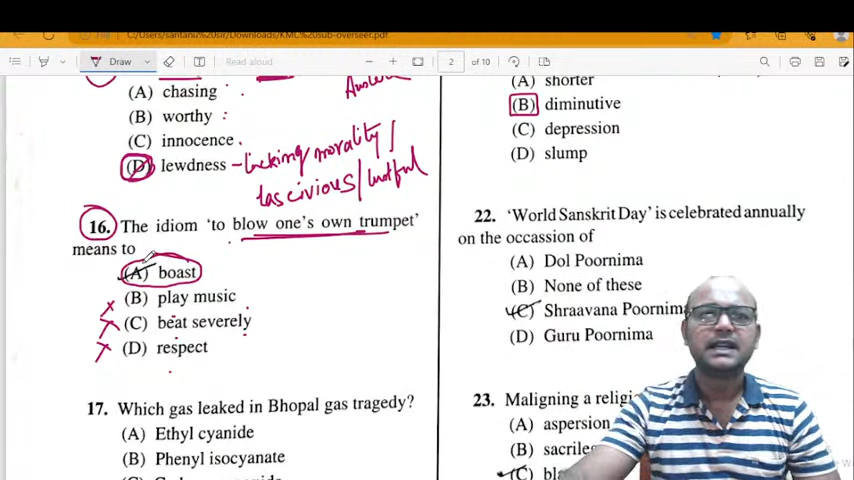 C:/Users/santanu%20sir/Downloads/KMC%20sub-overseer.pdf
Draw
Read aloud
2 of 10
(A) chasing
(B) worthy
(C) innocence
(D) lewdness – lacking morality/
lascivious/lustful
16. The idiom 'to blow one's own trumpet'
means to
(A) boast
(B) play music
(C) beat severely
(D) respect
17. Which gas leaked in Bhopal gas tragedy?
(A) Ethyl cyanide
(B) Phenyl isocyanate
(A) shorter
(B) diminutive
(C) depression
(D) slump
22. 'World Sanskrit Day' is celebrated annually
on the occassion of
(A) Dol Poornima
(B) None of these
(C) Shraavana Poornima
(D) Guru Poornima
23. Maligning a
(A) aspersion
(B)
(C)